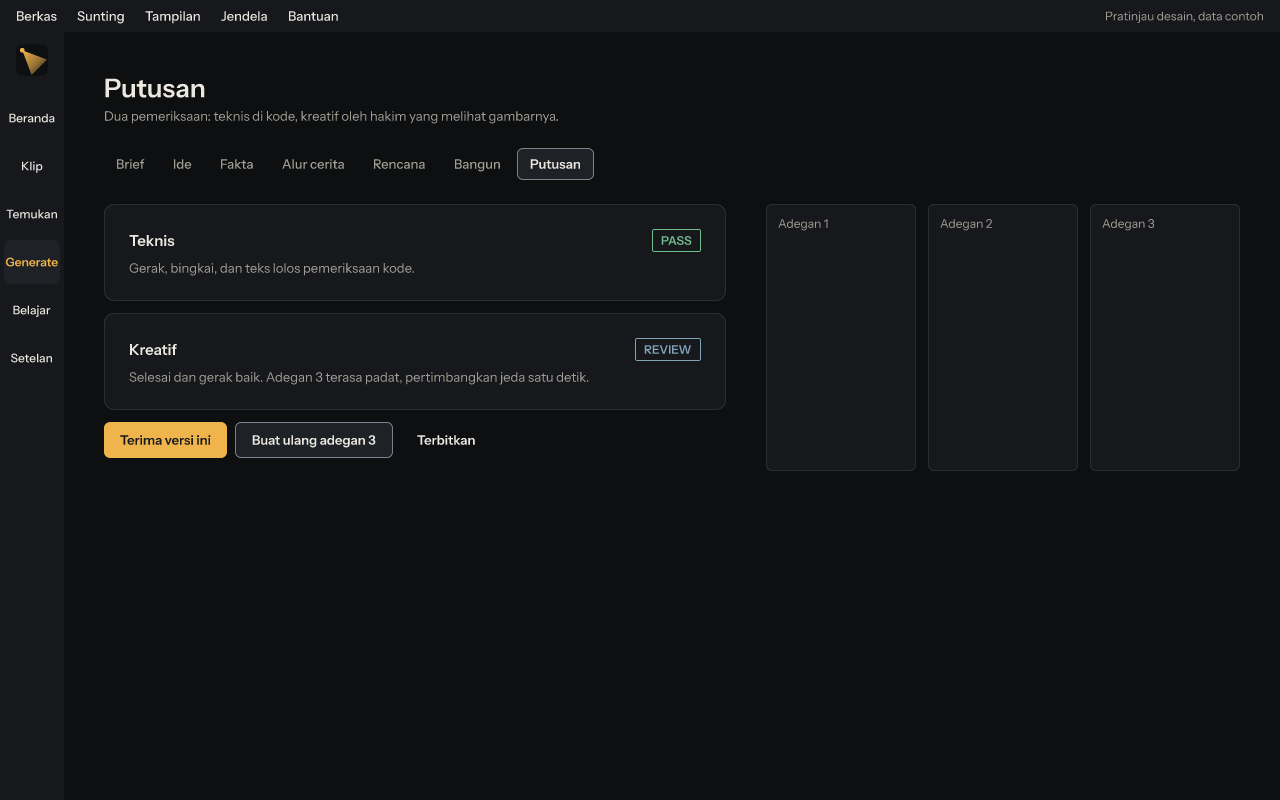 Berkas Sunting Tampilan Jendela Bantuan Pratinjau desain, data contoh
Beranda
Klip
Temukan
Generate
Belajar
Setelan
Putusan
Dua pemeriksaan: teknis di kode, kreatif oleh hakim yang melihat gambarnya.
Brief Ide Fakta Alur cerita Rencana Bangun Putusan
Teknis PASS
Gerak, bingkai, dan teks lolos pemeriksaan kode.
Kreatif REVIEW
Selesai dan gerak baik. Adegan 3 terasa padat, pertimbangkan jeda satu detik.
Terima versi ini Buat ulang adegan 3 Terbitkan
Adegan 1 Adegan 2 Adegan 3